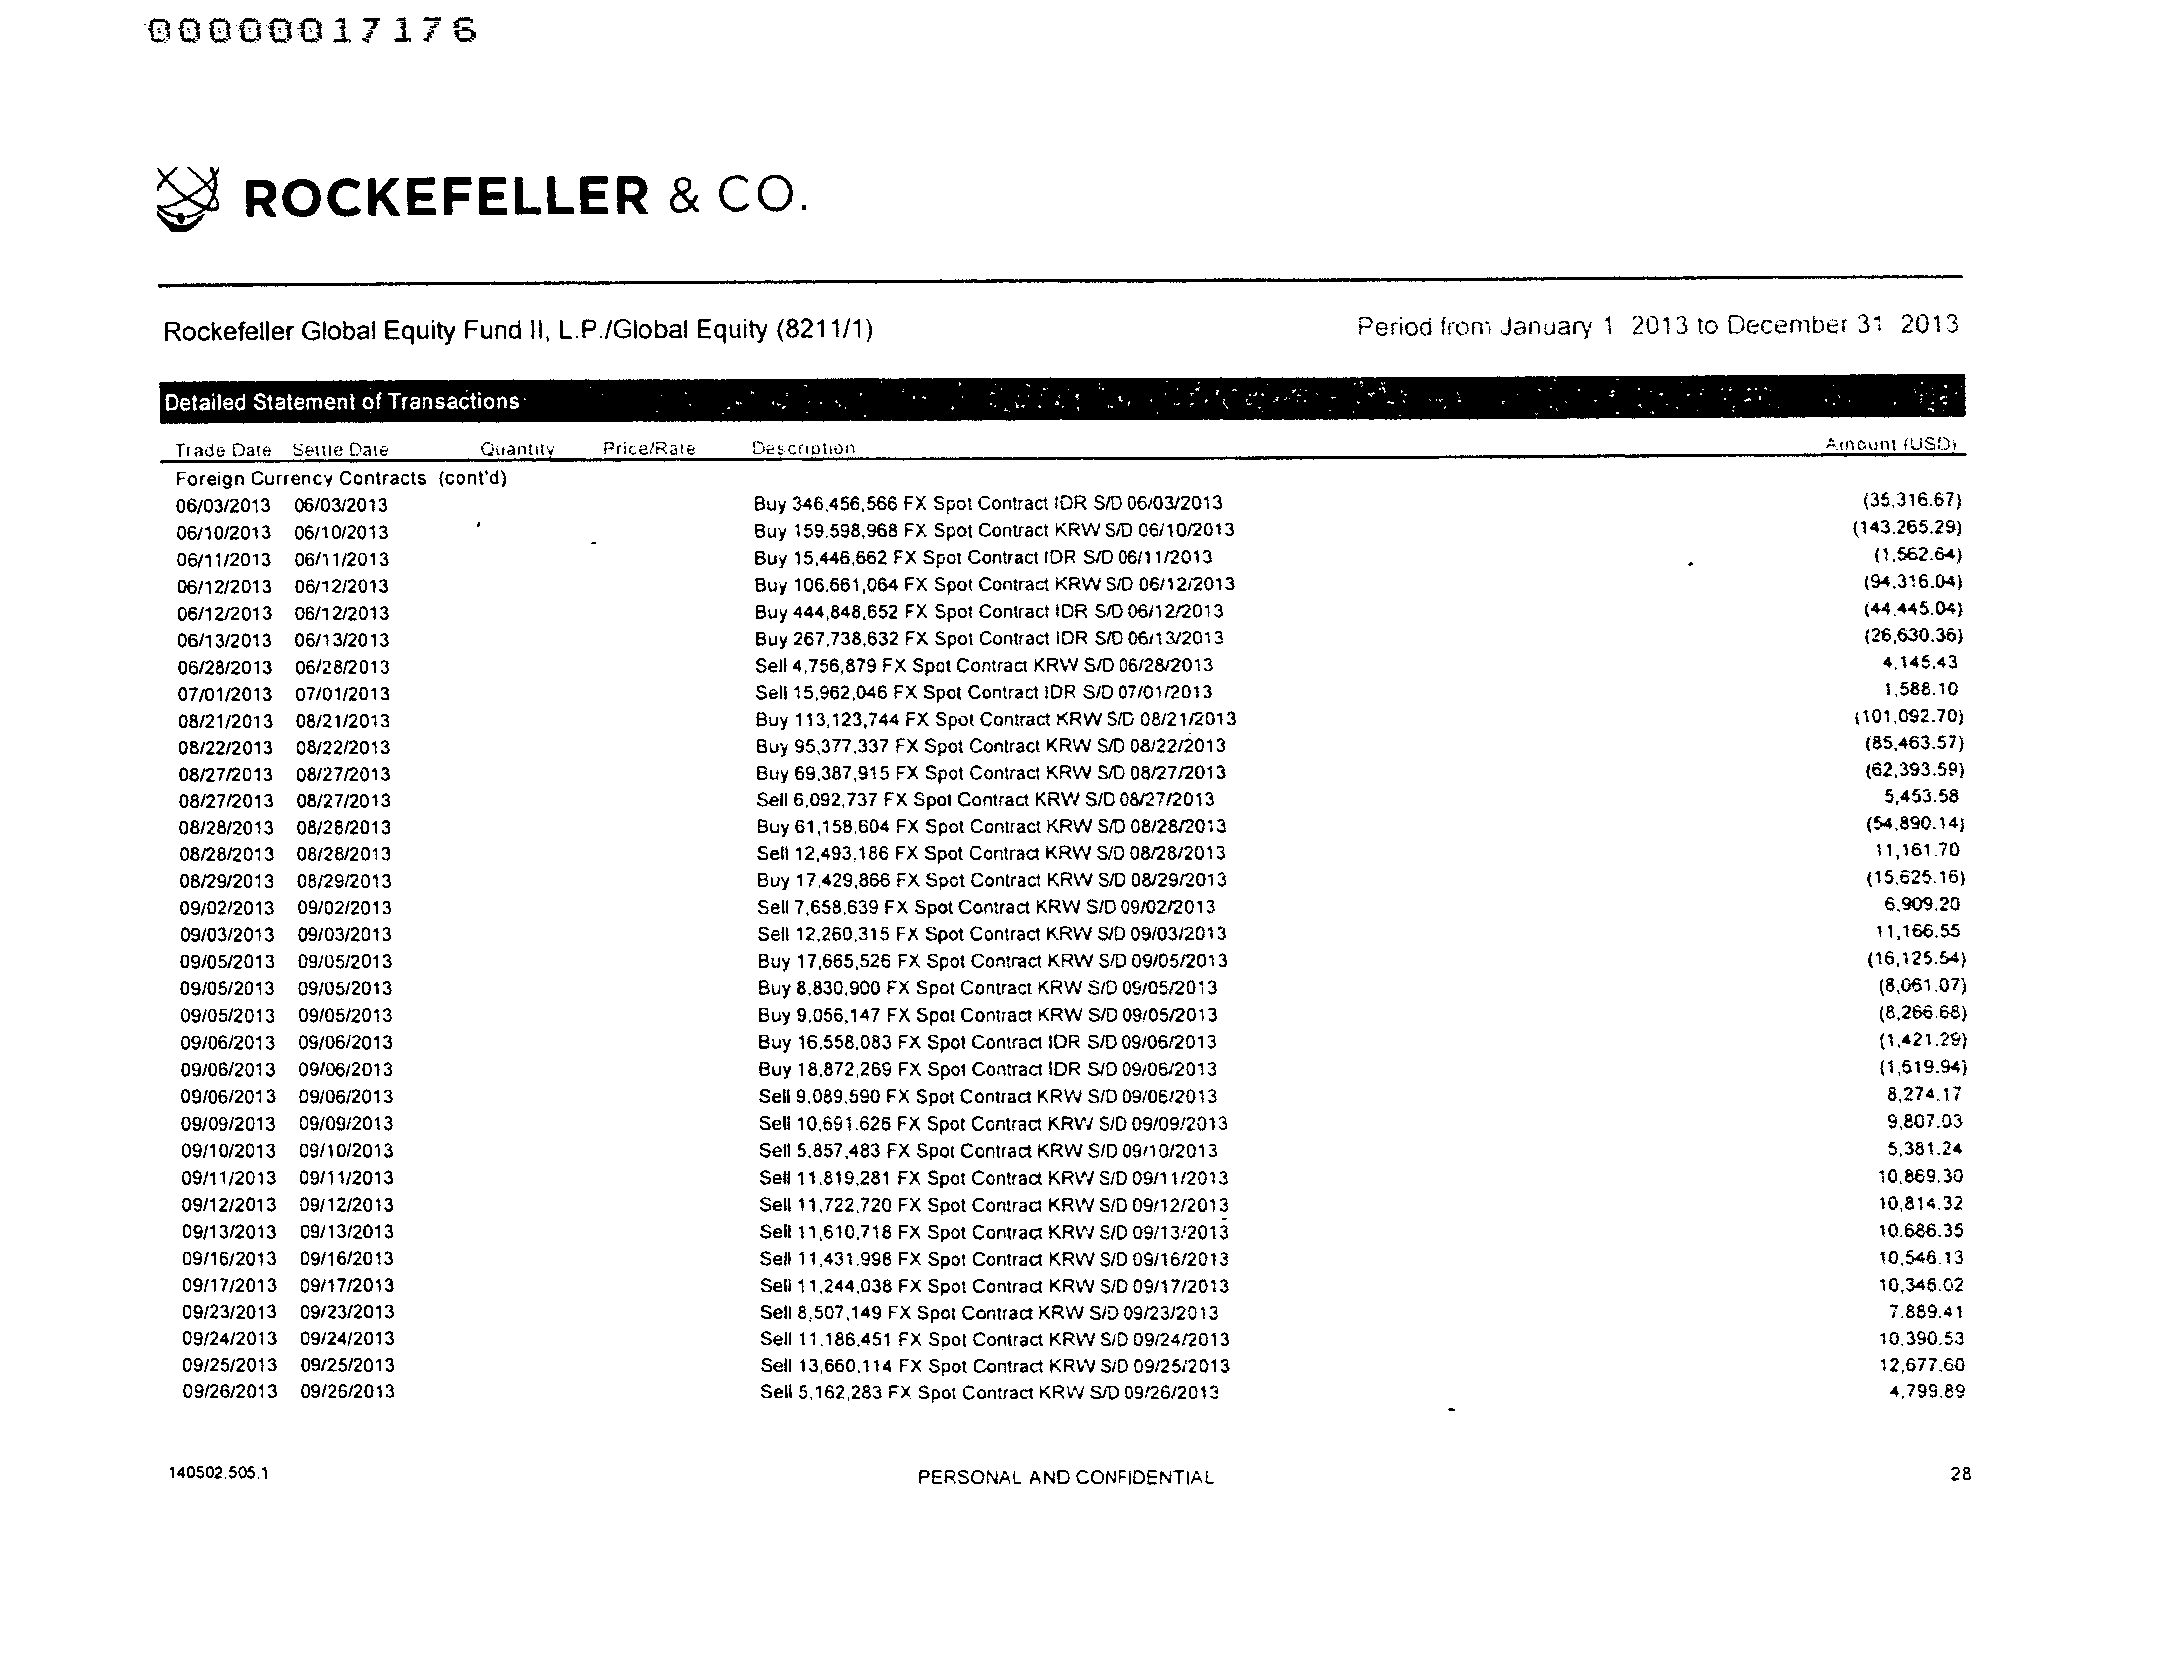 00000017176
ROCKEFELLER & CO.
Rockefeller Global Equity Fund II, L.P./Global Equity (8211/1) Period from January 1 2013 to December 31 2013
Detailed Statement of Transactions
Trade Date Settle Date Quantity Price/Rate Description Amount (USD)
Foreign Currency Contracts (cont'd)
06/03/2013 06/03/2013 Buy 346,456,566 FX Spot Contract IDR S/D 06/03/2013 (35,316.67)
06/10/2013 06/10/2013 Buy 159,598,968 FX Spot Contract KRW S/D 06/10/2013 (143,265.29)
06/11/2013 06/11/2013 Buy 15,446,662 FX Spot Contract IDR S/D 06/11/2013 (1,562.64)
06/12/2013 06/12/2013 Buy 106,661,064 FX Spot Contract KRW S/D 06/12/2013 (94,316.04)
06/12/2013 06/12/2013 Buy 444,848,652 FX Spot Contract IDR S/D 06/12/2013 (44,445.04)
06/13/2013 06/13/2013 Buy 267,738,632 FX Spot Contract IDR S/D 06/13/2013 (26,630.36)
06/28/2013 06/28/2013 Sell 4,756,879 FX Spot Contract KRW S/D 06/28/2013 4,145.43
07/01/2013 07/01/2013 Sell 15,962,046 FX Spot Contract IDR S/D 07/01/2013 1,588.10
08/21/2013 08/21/2013 Buy 113,123,744 FX Spot Contract KRW S/D 08/21/2013 (101,092.70)
08/22/2013 08/22/2013 Buy 95,377,337 FX Spot Contract KRW S/D 08/22/2013 (85,463.57)
08/27/2013 08/27/2013 Buy 69,387,915 FX Spot Contract KRW S/D 08/27/2013 (62,393.59)
08/27/2013 08/27/2013 Sell 6,092,737 FX Spot Contract KRW S/D 08/27/2013 5,453.58
08/28/2013 08/28/2013 Buy 61,158,604 FX Spot Contract KRW S/D 08/28/2013 (54,890.14)
08/28/2013 08/28/2013 Sell 12,493,186 FX Spot Contract KRW S/D 08/28/2013 11,161.70
08/29/2013 08/29/2013 Buy 17,429,866 FX Spot Contract KRW S/D 08/29/2013 (15,625.16)
09/02/2013 09/02/2013 Sell 7,658,639 FX Spot Contract KRW S/D 09/02/2013 6,909.20
09/03/2013 09/03/2013 Sell 12,260,315 FX Spot Contract KRW S/D 09/03/2013 11,166.55
09/05/2013 09/05/2013 Buy 17,665,526 FX Spot Contract KRW S/D 09/05/2013 (16,125.54)
09/05/2013 09/05/2013 Buy 8,830,900 FX Spot Contract KRW S/D 09/05/2013 (8,061.07)
09/05/2013 09/05/2013 Buy 9,056,147 FX Spot Contract KRW S/D 09/05/2013 (8,266.68)
09/06/2013 09/06/2013 Buy 16,558,083 FX Spot Contract IDR S/D 09/06/2013 (1,421.29)
09/06/2013 09/06/2013 Buy 18,872,269 FX Spot Contract IDR S/D 09/06/2013 (1,519.94)
09/06/2013 09/06/2013 Sell 9,089,590 FX Spot Contract KRW S/D 09/06/2013 8,274.17
09/09/2013 09/09/2013 Sell 10,691,626 FX Spot Contract KRW S/D 09/09/2013 9,807.03
09/10/2013 09/10/2013 Sell 5,857,483 FX Spot Contract KRW S/D 09/10/2013 5,381.24
09/11/2013 09/11/2013 Sell 11,819,281 FX Spot Contract KRW S/D 09/11/2013 10,869.30
09/12/2013 09/12/2013 Sell 11,722,720 FX Spot Contract KRW S/D 09/12/2013 10,814.32
09/13/2013 09/13/2013 Sell 11,610,718 FX Spot Contract KRW S/D 09/13/2013 10,686.35
09/16/2013 09/16/2013 Sell 11,431,998 FX Spot Contract KRW S/D 09/16/2013 10,546.13
09/17/2013 09/17/2013 Sell 11,244,038 FX Spot Contract KRW S/D 09/17/2013 10,346.02
09/23/2013 09/23/2013 Sell 8,507,149 FX Spot Contract KRW S/D 09/23/2013 7,889.41
09/24/2013 09/24/2013 Sell 11,186,451 FX Spot Contract KRW S/D 09/24/2013 10,390.53
09/25/2013 09/25/2013 Sell 13,660,114 FX Spot Contract KRW S/D 09/25/2013 12,677.60
09/26/2013 09/26/2013 Sell 5,162,283 FX Spot Contract KRW S/D 09/26/2013 4,799.89
140502.505.1 PERSONAL AND CONFIDENTIAL 28